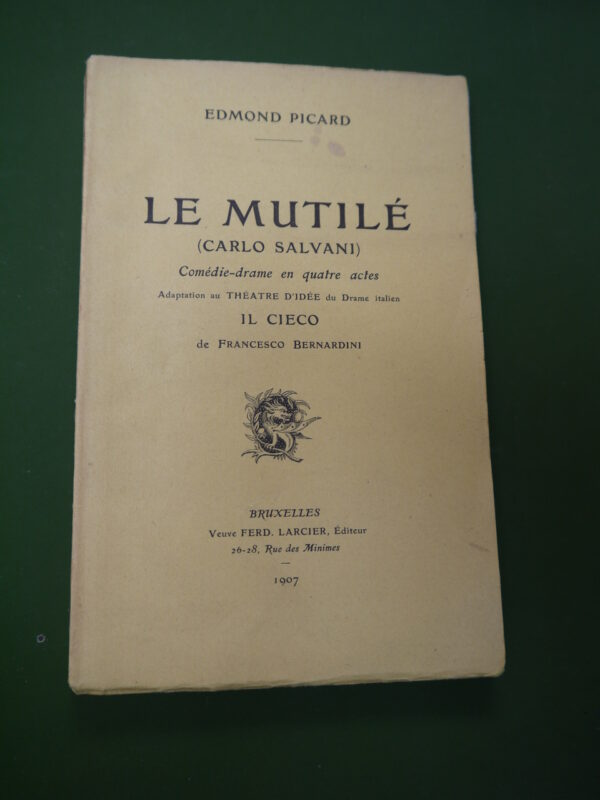 EDMOND PICARD
LE MUTILÉ
(CARLO SALVANI)
Comédie-drame en quatre actes
Adaptation au THÉATRE D'IDÉE du Drame italien
IL CIECO
de FRANCESCO BERNARDINI
BRUXELLES
Veuve FERD. LARCIER, Éditeur
26-28, Rue des Minimes
1907